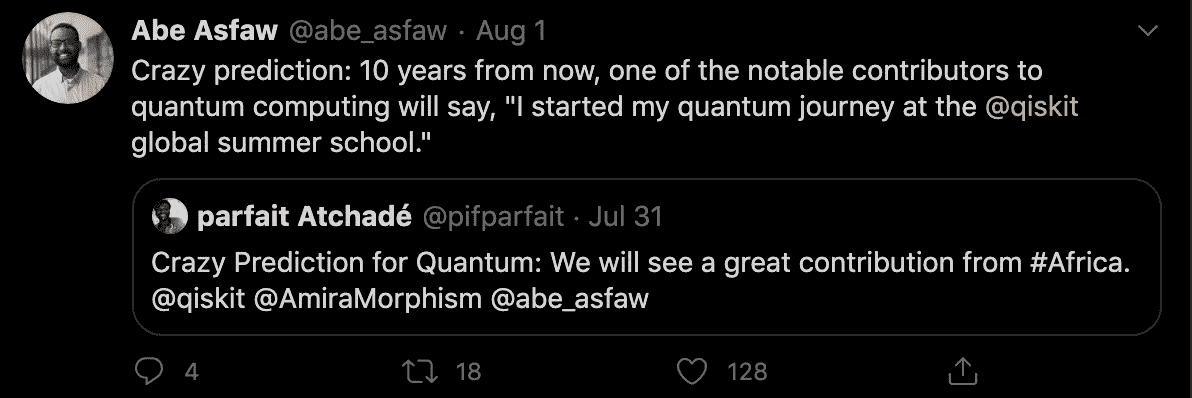 Abe Asfaw @abe_asfaw · Aug 1
Crazy prediction: 10 years from now, one of the notable contributors to
quantum computing will say, "I started my quantum journey at the @qiskit
global summer school."
parfait Atchadé @pifparfait · Jul 31
Crazy Prediction for Quantum: We will see a great contribution from #Africa.
@qiskit @AmiraMorphism @abe_asfaw
4 18 128